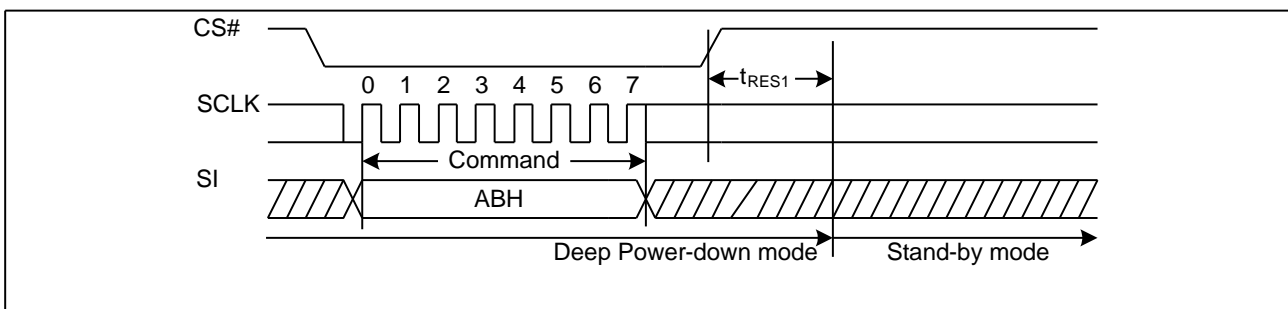 CS#
tRES1
0 1 2 3 4 5 6 7
SCLK
Command
SI
ABH
Deep Power-down mode Stand-by mode